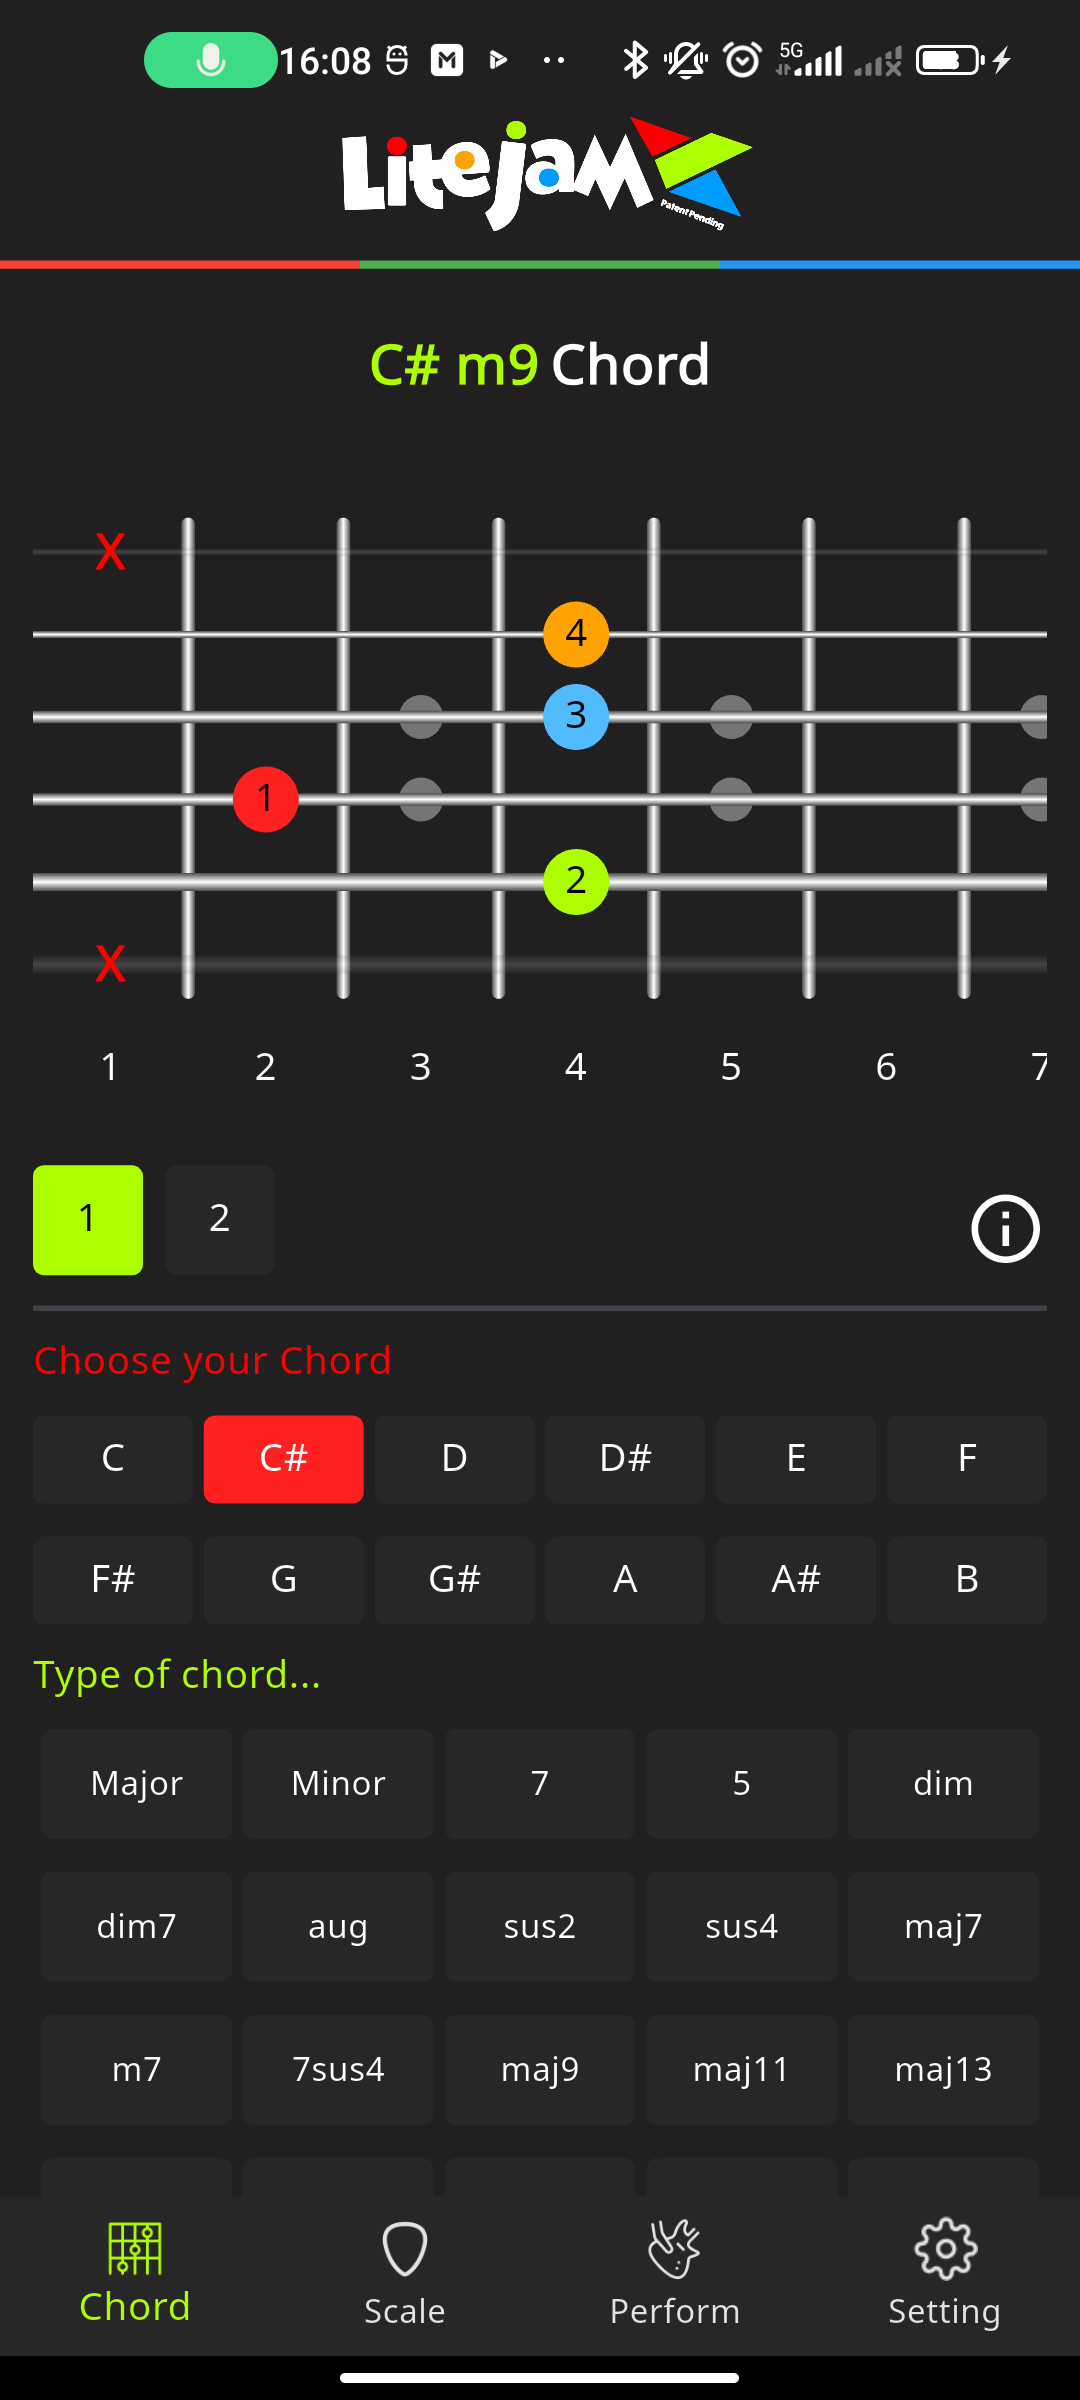 16:08 5G
LitejaM
Patent Pending
C# m9 Chord
X
4
3
1
2
X
1 2 3 4 5 6 7
1 2
Choose your Chord
C C# D D# E F
F# G G# A A# B
Type of chord...
Major Minor 7 5 dim
dim7 aug sus2 sus4 maj7
m7 7sus4 maj9 maj11 maj13
Chord Scale Perform Setting